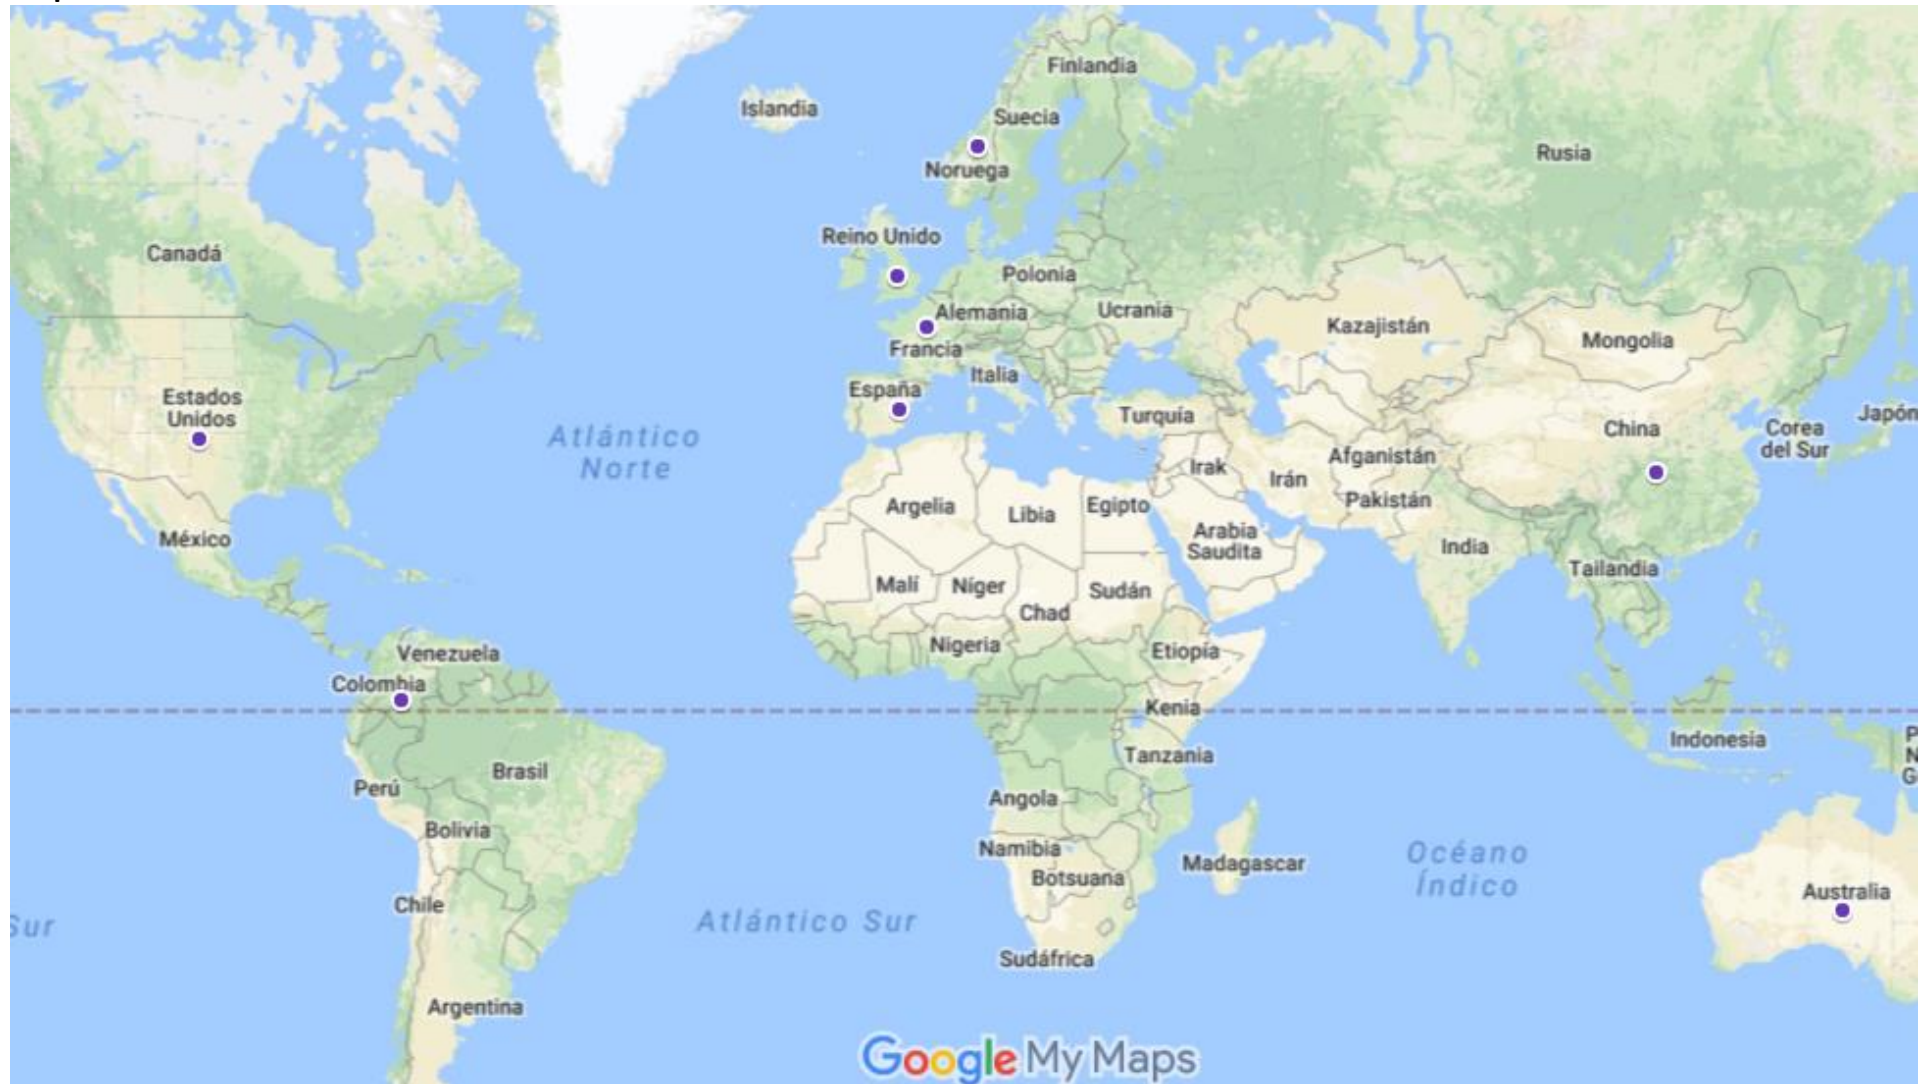 Finlandia
Islandia
Suecia
Noruega
Rusia
Reino Unido
Canadá
Polonia
Alemania
Ucrania
Kazajistán
Mongolia
Francia
Italia
España
Estados
Unidos
Turquía
China
Corea
del Sur
Japón
Atlántico
Norte
Irak
Irán
Afganistán
Pakistán
Argelia
Libia
Egipto
Arabia
Saudita
México
India
Tailandia
Malí
Níger
Chad
Sudán
Nigeria
Etiopía
Venezuela
Colombia
Kenia
Indonesia
P
N
G
Tanzania
Brasil
Perú
Angola
Bolivia
Namibia
Botsuana
Madagascar
Océano
Índico
Australia
Chile
Sur
Atlántico Sur
Sudáfrica
Argentina
Google My Maps